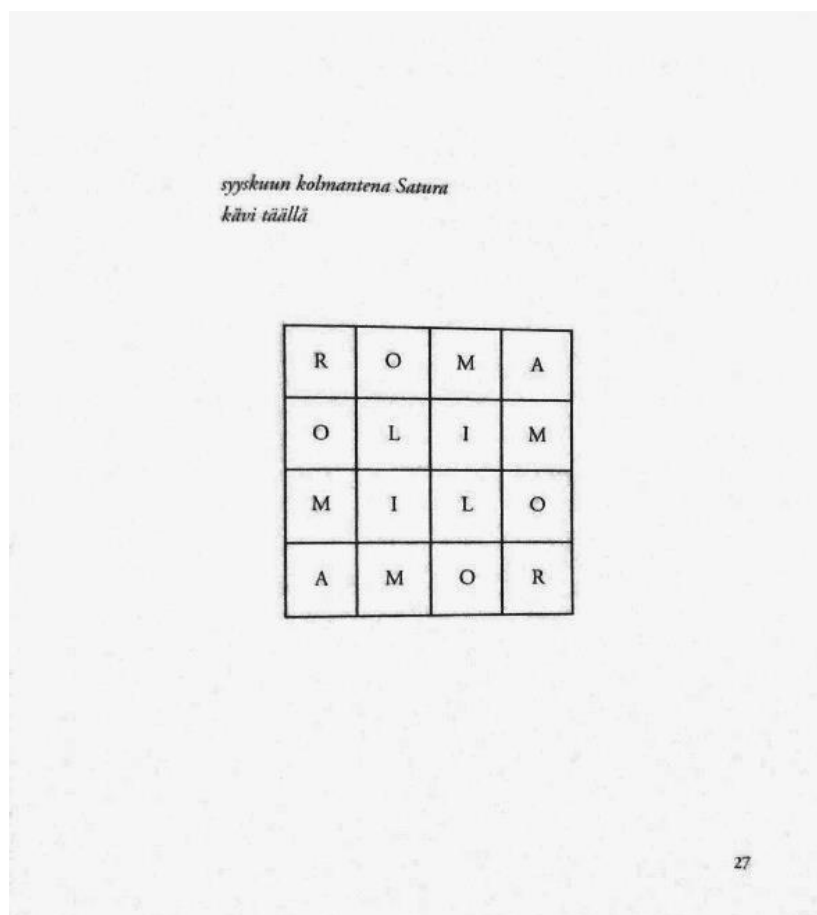 syyskuun kolmantena Satura
kävi täällä
R O M A
O L I M
M I L O
A M O R
27